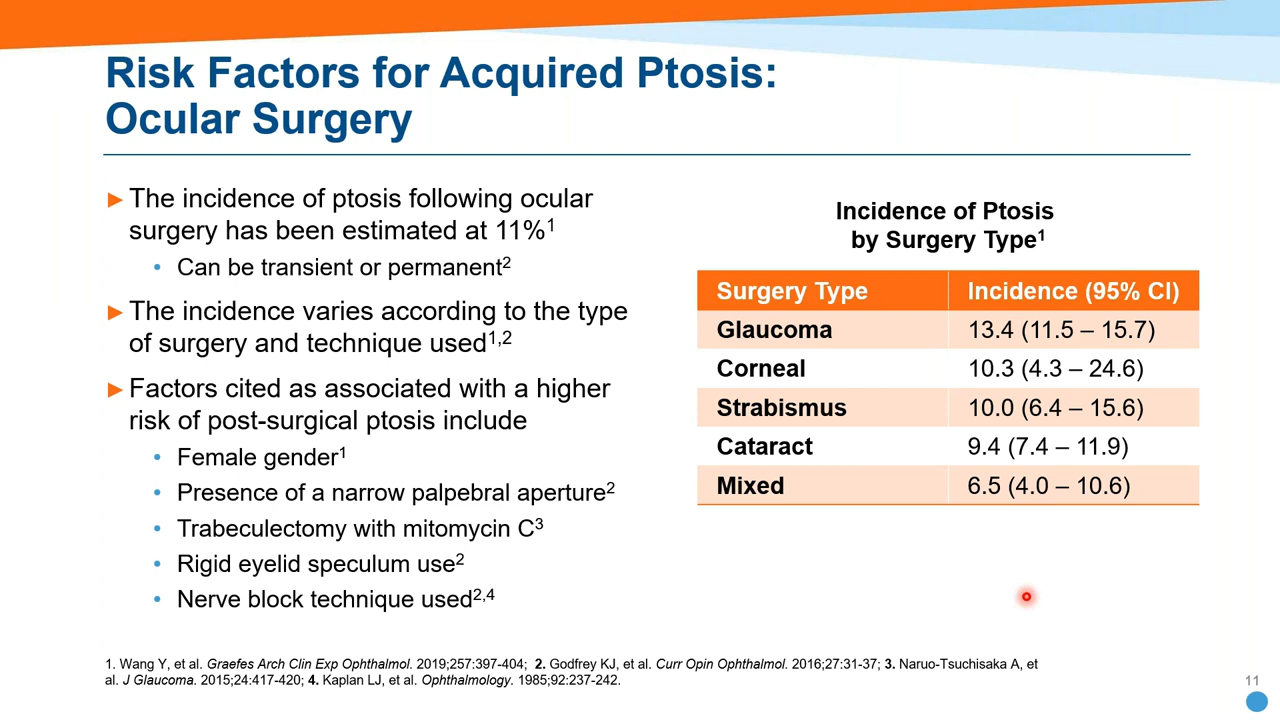 Risk Factors for Acquired Ptosis:
Ocular Surgery
►The incidence of ptosis following ocular
surgery has been estimated at 11%¹
• Can be transient or permanent²
►The incidence varies according to the type
of surgery and technique used¹,²
►Factors cited as associated with a higher
risk of post-surgical ptosis include
• Female gender¹
• Presence of a narrow palpebral aperture²
• Trabeculectomy with mitomycin C³
• Rigid eyelid speculum use²
• Nerve block technique used²,⁴
Incidence of Ptosis
by Surgery Type¹
Surgery Type Incidence (95% CI)
Glaucoma 13.4 (11.5 – 15.7)
Corneal 10.3 (4.3 – 24.6)
Strabismus 10.0 (6.4 – 15.6)
Cataract 9.4 (7.4 – 11.9)
Mixed 6.5 (4.0 – 10.6)
1. Wang Y, et al. Graefes Arch Clin Exp Ophthalmol. 2019;257:397-404; 2. Godfrey KJ, et al. Curr Opin Ophthalmol. 2016;27:31-37; 3. Naruo-Tsuchisaka A, et
al. J Glaucoma. 2015;24:417-420; 4. Kaplan LJ, et al. Ophthalmology. 1985;92:237-242.
11